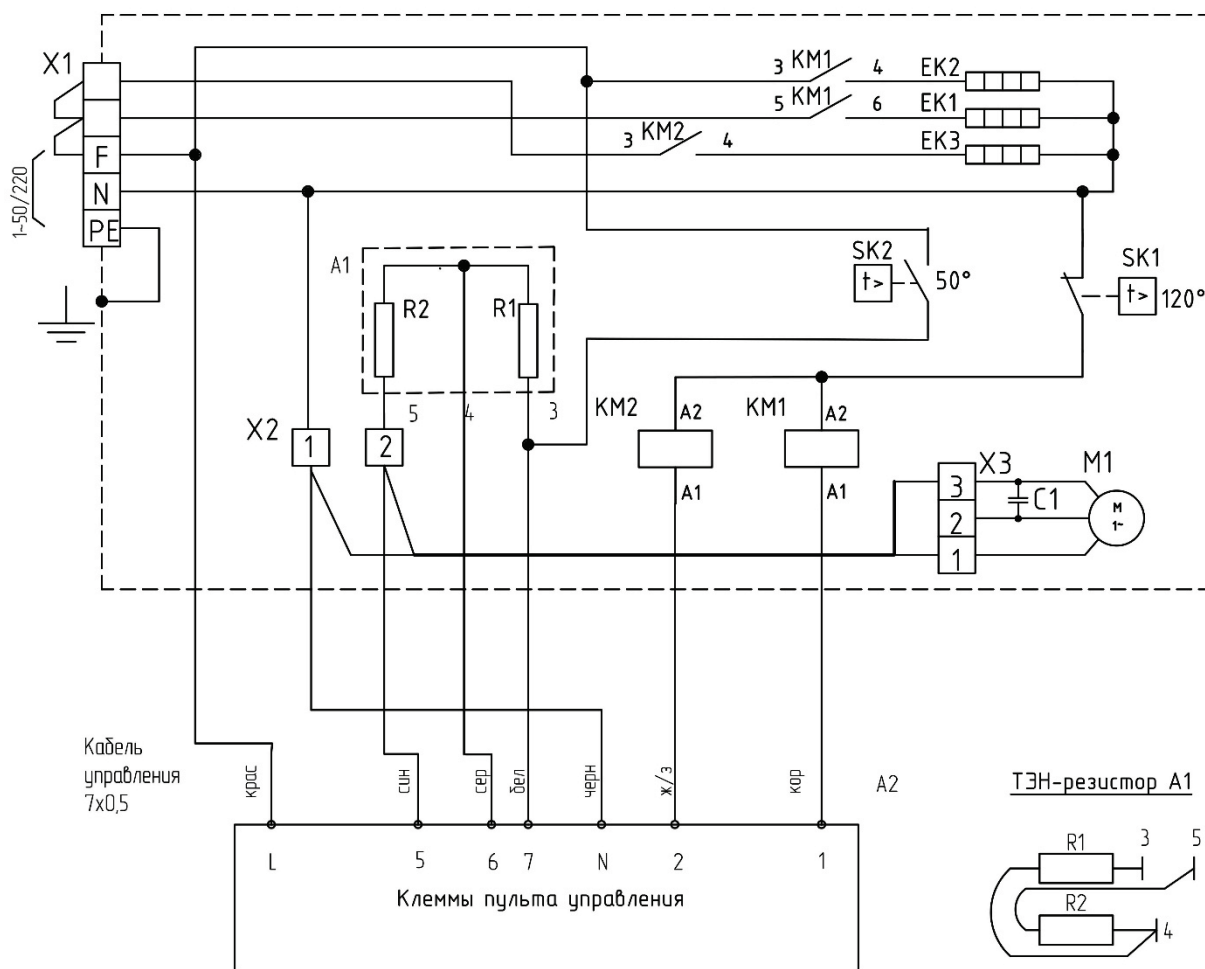 X1
3 KM1 4 EK2
5 KM1 6 EK1
3 KM2 4 EK3
F
N
PE
1~50/220
A1
R2
R1
5
4
3
SK2
t>
50°
SK1
t>
120°
KM2
A2
A1
KM1
A2
A1
X2
1
2
X3
3
2
1
C1
M1
М
1~
Кабель
управления
7х0,5
крас
син
сер
бел
черн
ж/з
кор
A2
L 5 6 7 N 2 1
Клеммы пульта управления
ТЭН-резистор А1
R1
3
5
R2
4